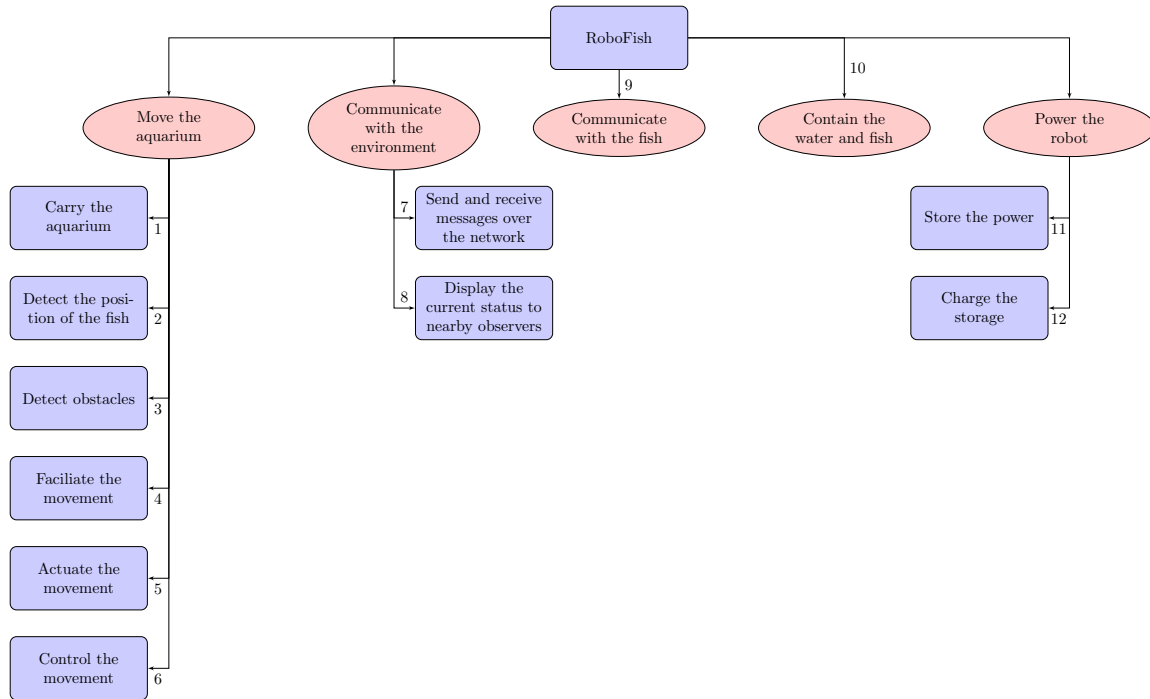 RoboFish
9
10
Move the
aquarium
Communicate
with the
environment
Communicate
with the fish
Contain the
water and fish
Power the
robot
Carry the
aquarium
1
7
Send and receive
messages over
the network
Store the power
11
Detect the posi-
tion of the fish
2
8
Display the
current status to
nearby observers
Charge the
storage
12
Detect obstacles
3
Faciliate the
movement
4
Actuate the
movement
5
Control the
movement
6